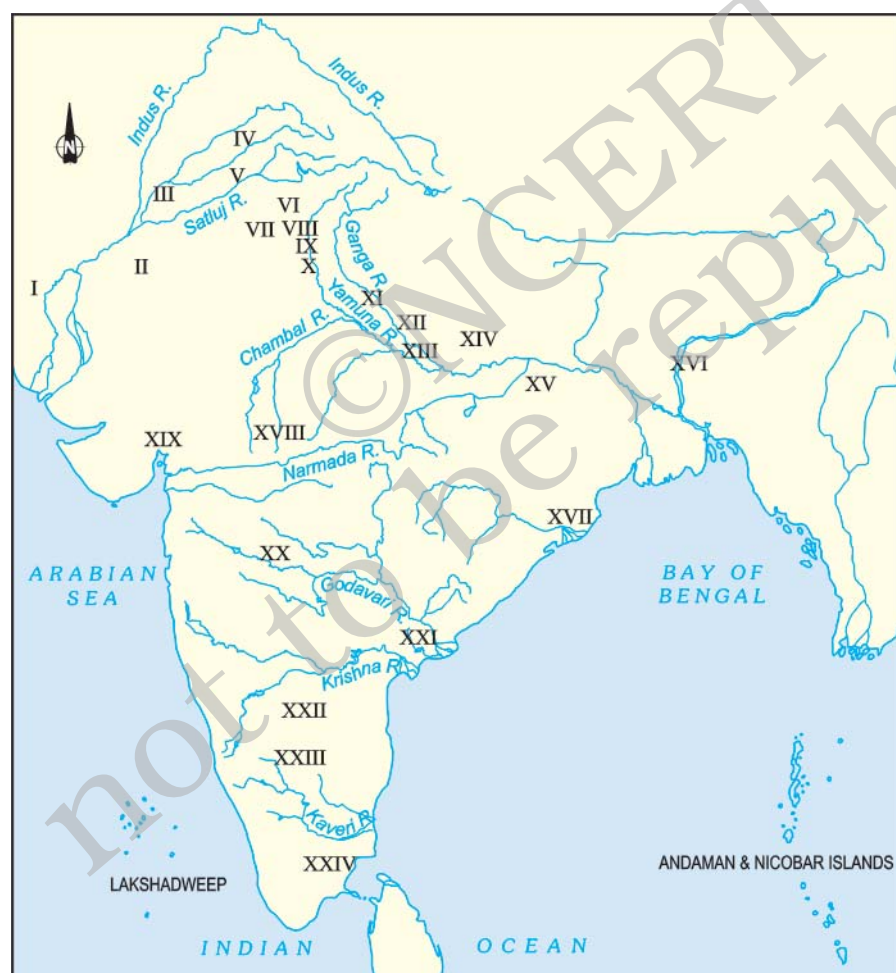 Indus R.
Indus R.
N
IV
V
III
Satluj R.
VI
VII
VIII
IX
X
II
I
Ganga R.
Yamuna R.
XI
XII
XIII
XIV
Chambal R.
XV
XVI
XVIII
XIX
Narmada R.
XVII
XX
ARABIAN
SEA
BAY OF
BENGAL
Godavari R.
XXI
Krishna R.
XXII
XXIII
Kaveri R.
XXIV
LAKSHADWEEP
ANDAMAN & NICOBAR ISLANDS
INDIAN OCEAN
©NCERT
not to be repub